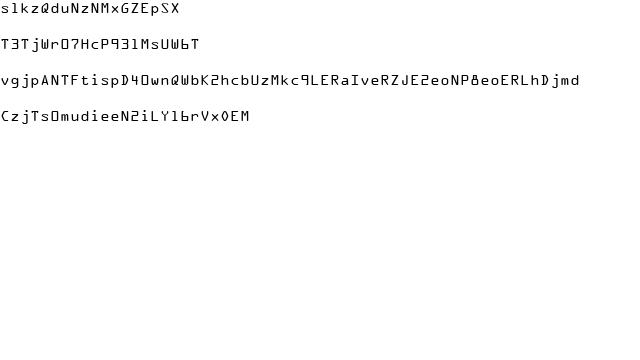 slkzQduNzNMxGZEpSX
T3TjWrO7HcP931MsUW6T
vgjpANTFtispD4OwnQWbK2hcbUzMkc9LERaIveRZJE2eoNP8eoERLhDjmd
CzjTsOmudieeN2iLY16rVx0EM